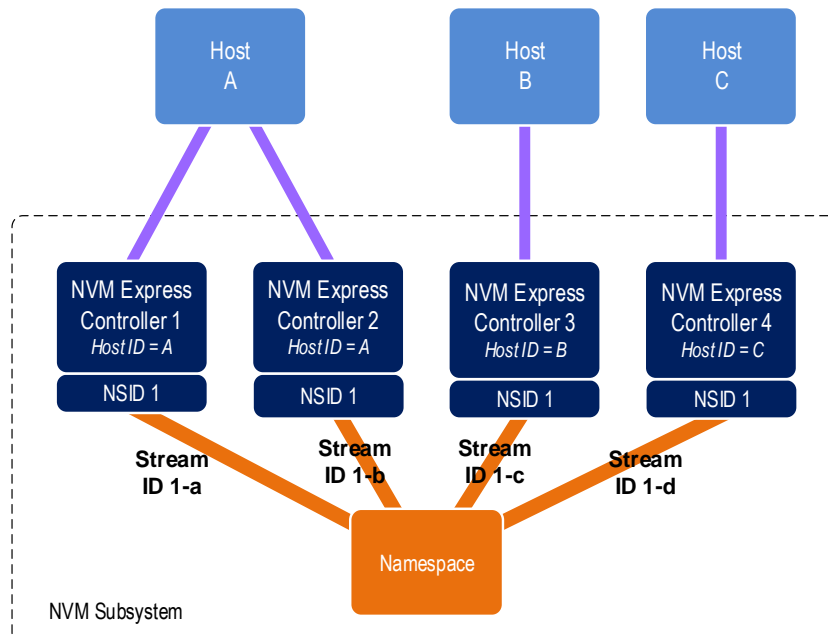 Host
A
Host
B
Host
C
NVM Express
Controller 1
Host ID = A
NVM Express
Controller 2
Host ID = A
NVM Express
Controller 3
Host ID = B
NVM Express
Controller 4
Host ID = C
NSID 1
NSID 1
NSID 1
NSID 1
Stream
ID 1-a
Stream
ID 1-b
Stream
ID 1-c
Stream
ID 1-d
Namespace
NVM Subsystem